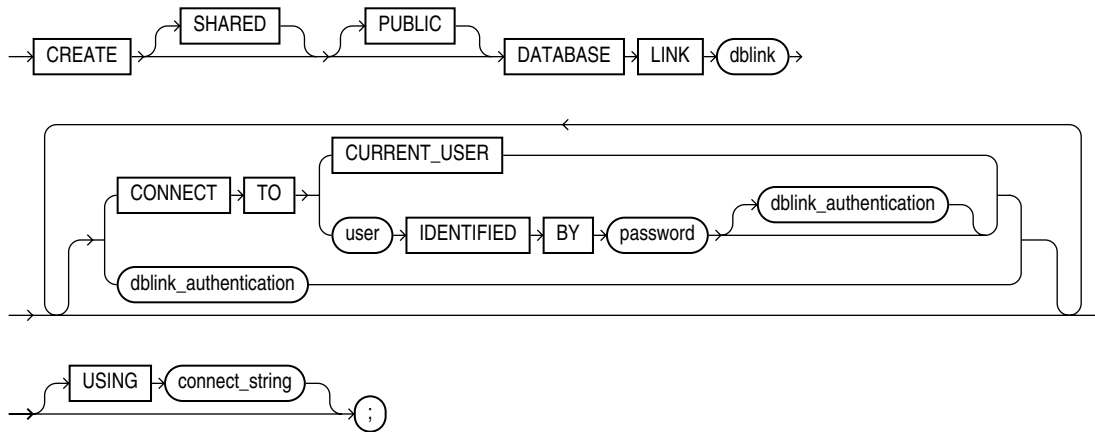 SHARED PUBLIC
CREATE DATABASE LINK dblink
CURRENT_USER
CONNECT TO
dblink_authentication
user IDENTIFIED BY password
dblink_authentication
USING connect_string
;